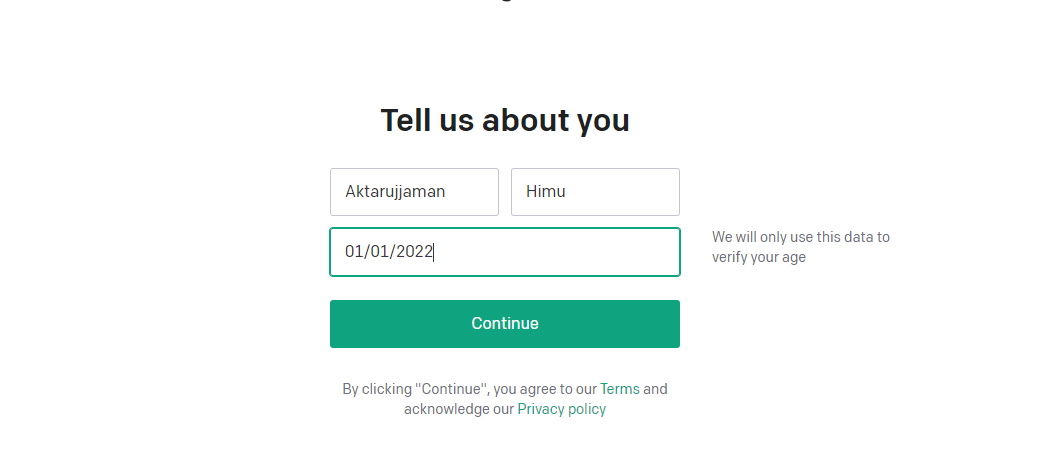 Tell us about you
Aktarujjaman Himu
01/01/2022
We will only use this data to
verify your age
Continue
By clicking "Continue", you agree to our Terms and
acknowledge our Privacy policy